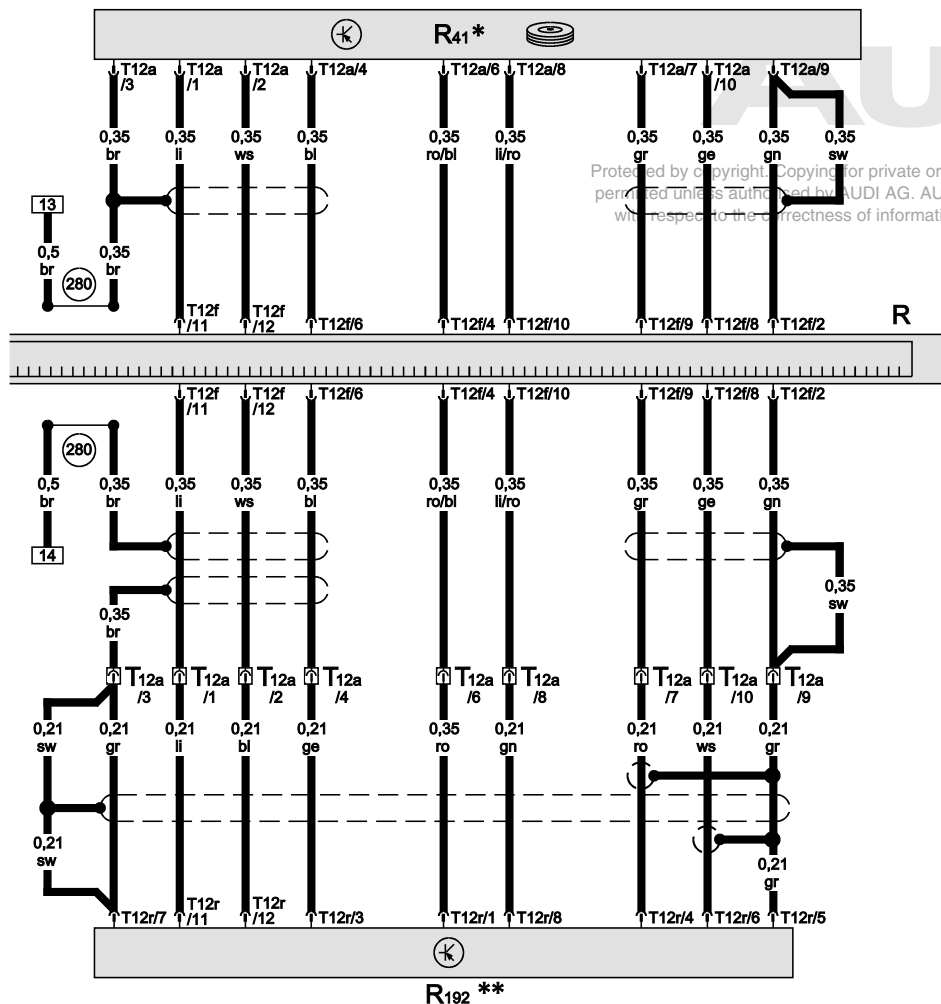 R41*
T12a/3 T12a/1 T12a/2 T12a/4 T12a/6 T12a/8 T12a/7 T12a/10 T12a/9
AU
0,35 0,35 0,35 0,35 0,35 0,35 0,35 0,35 0,35 0,35
br li ws bl ro/bl li/ro gr ge gn sw
Protected by copyright. Copying for private or
permitted unless authorised by AUDI AG. AU
with respect to the correctness of informati
13
0,5 0,35
br br
280
T12f/11 T12f/12 T12f/6 T12f/4 T12f/10 T12f/9 T12f/8 T12f/2
R
T12f/11 T12f/12 T12f/6 T12f/4 T12f/10 T12f/9 T12f/8 T12f/2
280
0,5 0,35 0,35 0,35 0,35 0,35 0,35 0,35 0,35 0,35
br br li ws bl ro/bl li/ro gr ge gn
14
0,35
sw
0,35
br
T12a/3 T12a/1 T12a/2 T12a/4 T12a/6 T12a/8 T12a/7 T12a/10 T12a/9
0,21 0,21 0,21 0,21 0,21 0,35 0,21 0,21 0,21 0,21
sw gr li bl ge ro gn ro ws gr
0,21
sw
0,21
gr
T12r/7 T12r/11 T12r/12 T12r/3 T12r/1 T12r/8 T12r/4 T12r/6 T12r/5
R192 **